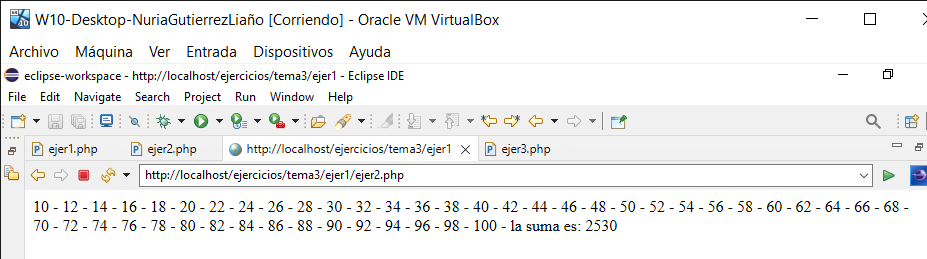 W10-Desktop-NuriaGutierrezLiaño [Corriendo] - Oracle VM VirtualBox
Archivo Máquina Ver Entrada Dispositivos Ayuda
eclipse-workspace - http://localhost/ejercicios/tema3/ejer1 - Eclipse IDE
File Edit Navigate Search Project Run Window Help
ejer1.php ejer2.php http://localhost/ejercicios/tema3/ejer1 ejer3.php
http://localhost/ejercicios/tema3/ejer1/ejer2.php
10 - 12 - 14 - 16 - 18 - 20 - 22 - 24 - 26 - 28 - 30 - 32 - 34 - 36 - 38 - 40 - 42 - 44 - 46 - 48 - 50 - 52 - 54 - 56 - 58 - 60 - 62 - 64 - 66 - 68 -
70 - 72 - 74 - 76 - 78 - 80 - 82 - 84 - 86 - 88 - 90 - 92 - 94 - 96 - 98 - 100 - la suma es: 2530